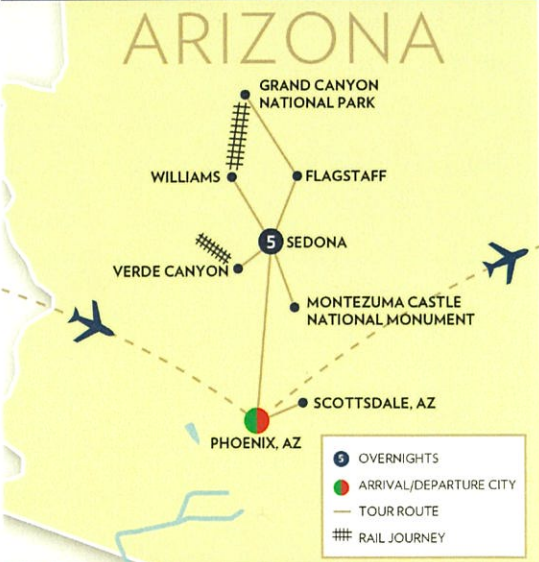 ARIZONA
GRAND CANYON
NATIONAL PARK
WILLIAMS
FLAGSTAFF
5
SEDONA
VERDE CANYON
MONTEZUMA CASTLE
NATIONAL MONUMENT
SCOTTSDALE, AZ
PHOENIX, AZ
5
OVERNIGHTS
ARRIVAL/DEPARTURE CITY
TOUR ROUTE
RAIL JOURNEY